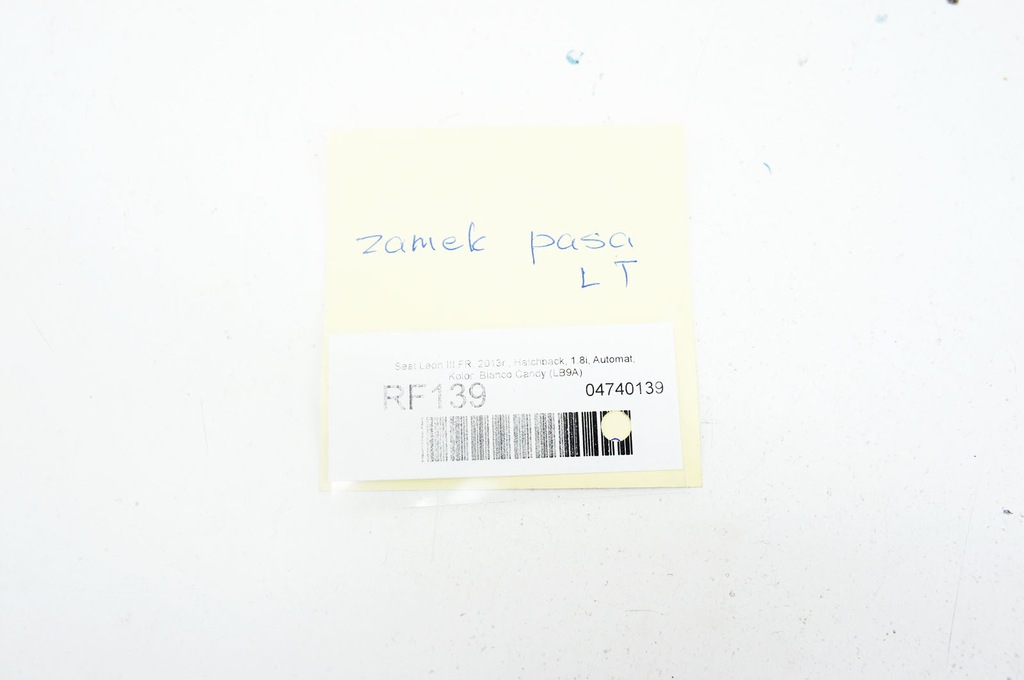 zamek pasa
LT
Seat Leon III FR, 2013r., Hatchback, 1.8i, Automat,
Kolor: Bianco Candy (LB9A)
RF139 04740139